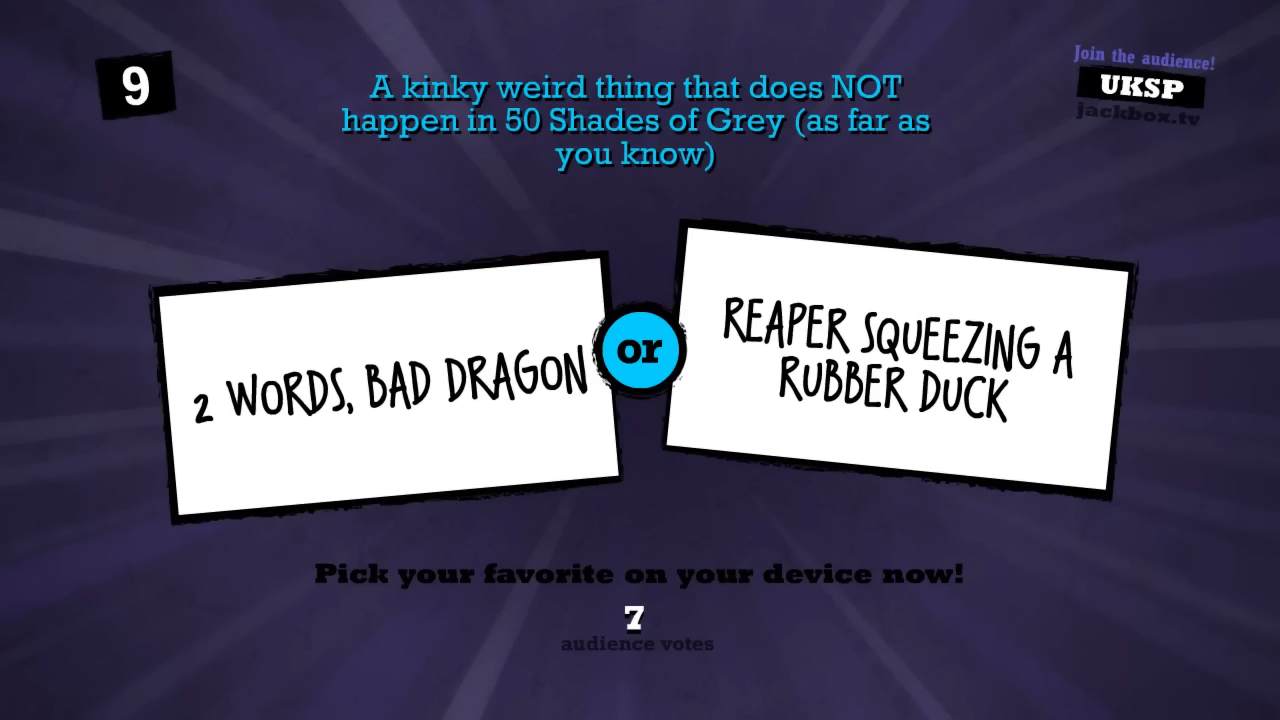 9
A kinky weird thing that does NOT
happen in 50 Shades of Grey (as far as
you know)
Join the audience!
UKSP
jackbox.tv
2 WORDS, BAD DRAGON
or
REAPER SQUEEZING A
RUBBER DUCK
Pick your favorite on your device now!
7
audience votes